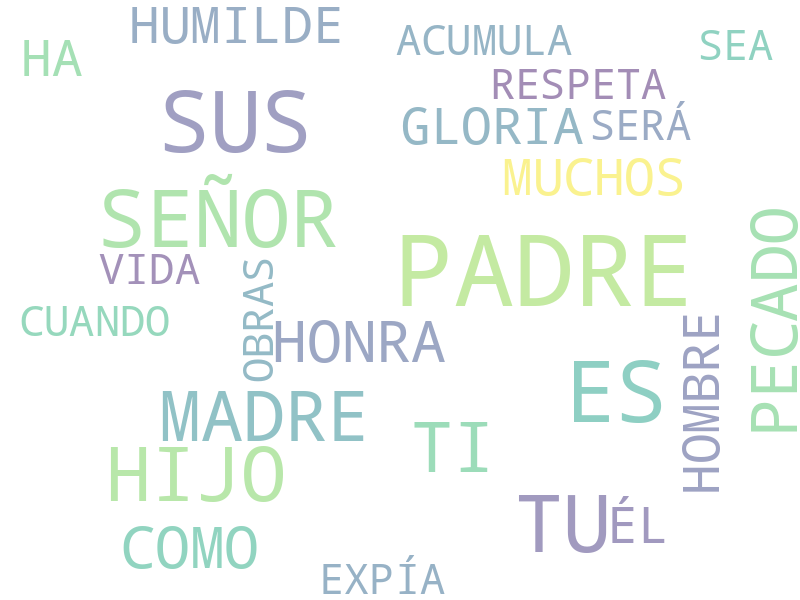 HUMILDE
HA
ACUMULA
SEA
RESPETA
SUS
GLORIA
SERÁ
MUCHOS
SEÑOR
PADRE
VIDA
PECADO
OBRAS
CUANDO
HONRA
HOMBRE
ES
MADRE
TI
HIJO
TU
ÉL
COMO
EXPÍA